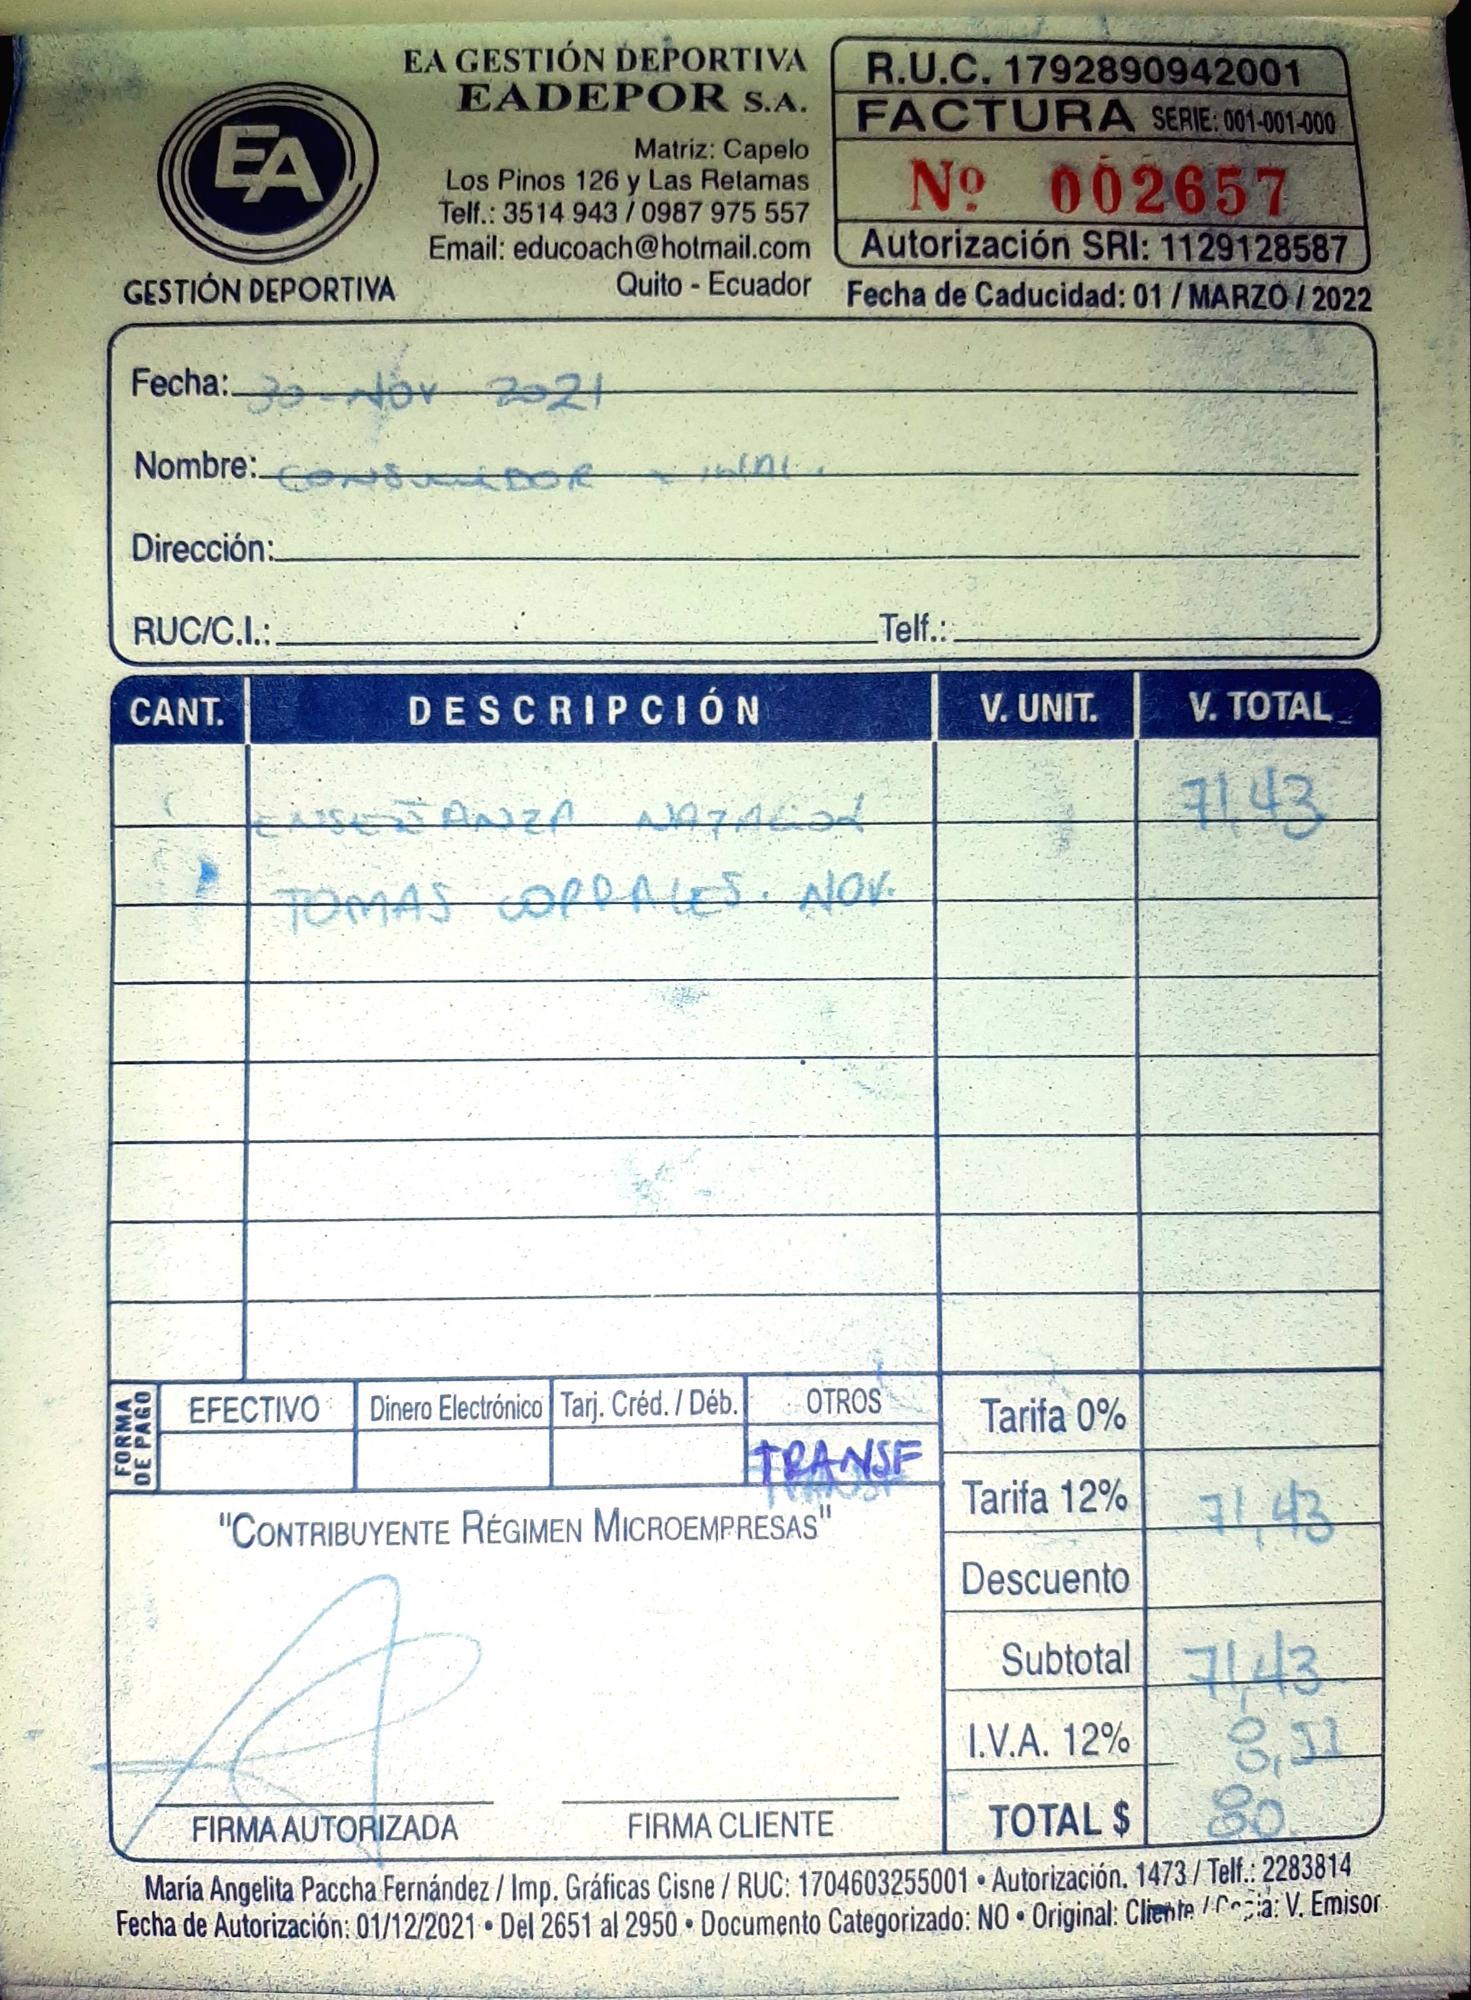 EA GESTIÓN DEPORTIVA
EADEPOR S.A.
Matriz: Capelo
Los Pinos 126 y Las Retamas
Telf.: 3514 943 / 0987 975 557
Email: educoach@hotmail.com
Quito - Ecuador
EA
GESTIÓN DEPORTIVA
R.U.C. 1792890942001
FACTURA SERIE: 001-001-000
Nº 002657
Autorización SRI: 1129128587
Fecha de Caducidad: 01 / MARZO / 2022
Fecha: 30-NOV 2021
Nombre: CONSUMIDOR
Dirección:
RUC/C.I.: Telf.:
CANT. DESCRIPCIÓN V. UNIT. V. TOTAL
ENSEÑANZA NATACION 71,43
TOMAS CORRALES. NOV.
FORMA DE PAGO
EFECTIVO Dinero Electrónico Tarj. Créd. / Déb. OTROS
TRANSF
Tarifa 0%
Tarifa 12% 71,43
Descuento
Subtotal 71,43
I.V.A. 12%
TOTAL $ 80
"CONTRIBUYENTE RÉGIMEN MICROEMPRESAS"
FIRMA AUTORIZADA FIRMA CLIENTE
María Angelita Paccha Fernández / Imp. Gráficas Cisne / RUC: 1704603255001 • Autorización. 1473 / Telf.: 2283814
Fecha de Autorización: 01/12/2021 • Del 2651 al 2950 • Documento Categorizado: NO • Original: Cliente / Copia: V. Emisor